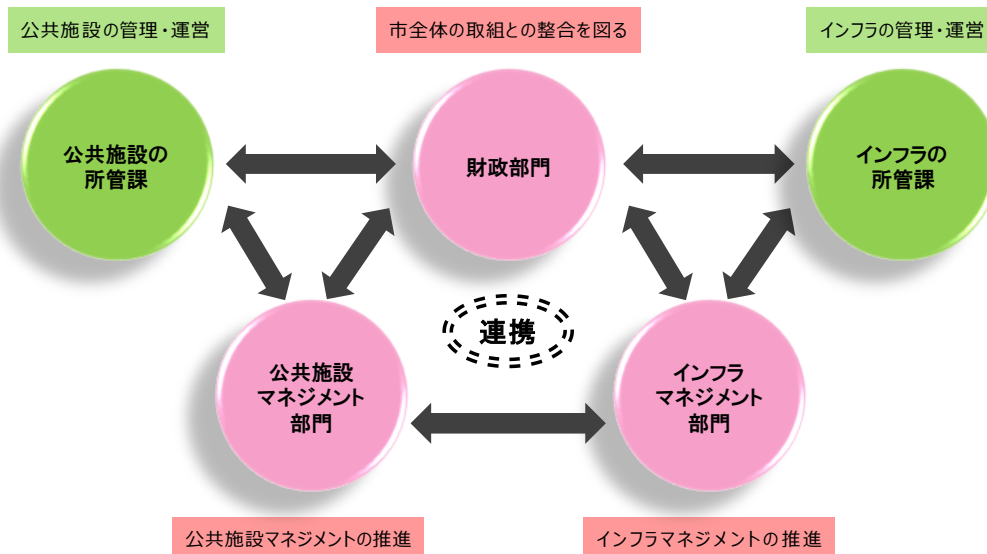 公共施設の管理・運営
市全体の取組との整合を図る
インフラの管理・運営
公共施設の
所管課
財政部門
インフラの
所管課
連携
公共施設
マネジメント
部門
インフラ
マネジメント
部門
公共施設マネジメントの推進
インフラマネジメントの推進